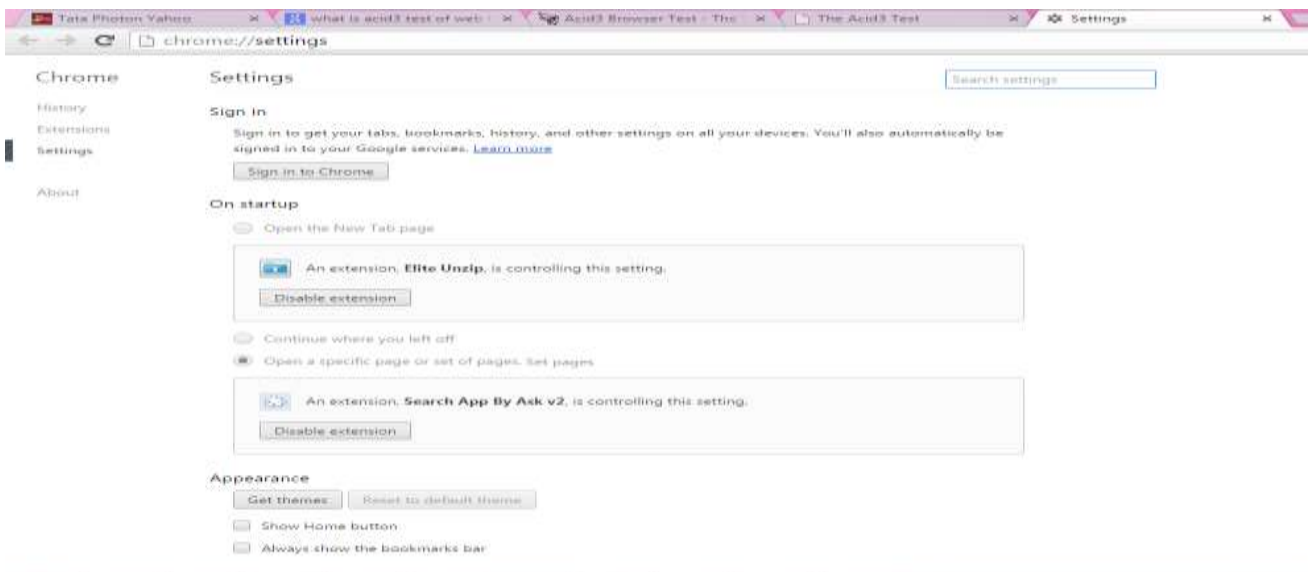 Tata Photon Yahoo
what is acid3 test of web
Acid3 Browser Test - The
The Acid3 Test
Settings
chrome://settings
Chrome
Settings
Search settings
History
Extensions
Settings
About
Sign in
Sign in to get your tabs, bookmarks, history, and other settings on all your devices. You'll also automatically be
signed in to your Google services. Learn more
Sign in to Chrome
On startup
Open the New Tab page
An extension, Elite Unzip, is controlling this setting.
Disable extension
Continue where you left off
Open a specific page or set of pages. Set pages
An extension, Search App By Ask v2, is controlling this setting.
Disable extension
Appearance
Get themes
Reset to default theme
Show Home button
Always show the bookmarks bar